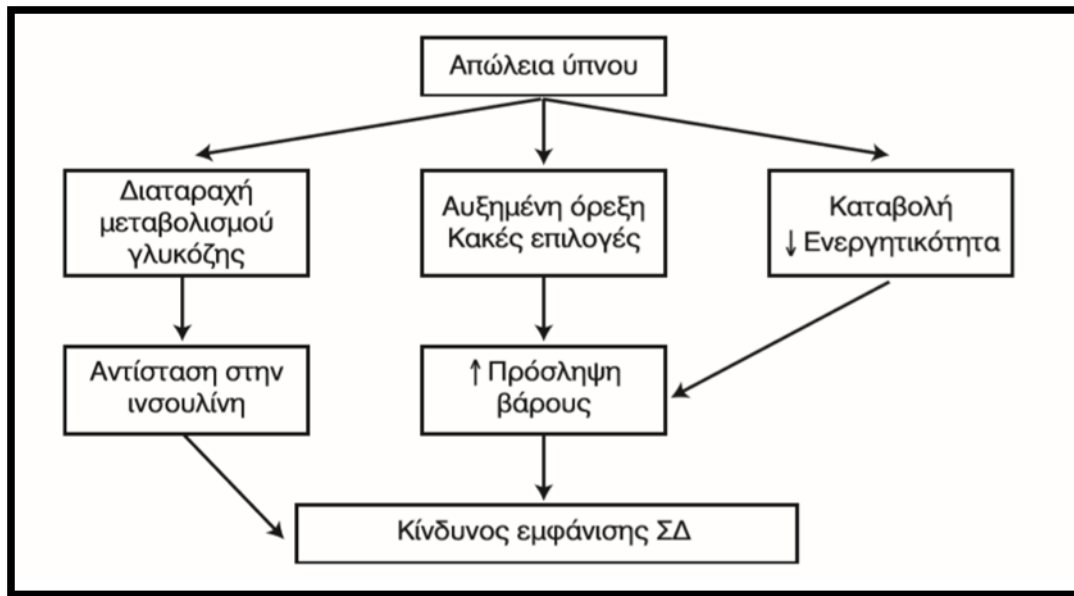 Απώλεια ύπνου
Διαταραχή
μεταβολισμού
γλυκόζης
Αυξημένη όρεξη
Κακές επιλογές
Καταβολή
↓ Ενεργητικότητα
Αντίσταση στην
ινσουλίνη
↑ Πρόσληψη
βάρους
Κίνδυνος εμφάνισης ΣΔ